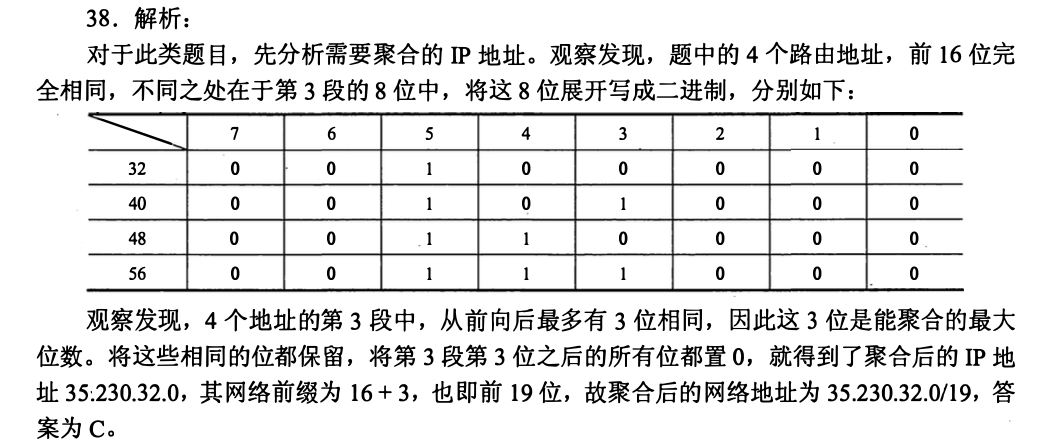 38．解析：
对于此类题目，先分析需要聚合的 IP 地址。观察发现，题中的 4 个路由地址，前 16 位完
全相同，不同之处在于第 3 段的 8 位中，将这 8 位展开写成二进制，分别如下：
7 6 5 4 3 2 1 0
32 0 0 1 0 0 0 0 0
40 0 0 1 0 1 0 0 0
48 0 0 1 1 0 0 0 0
56 0 0 1 1 1 0 0 0
观察发现，4 个地址的第 3 段中，从前向后最多有 3 位相同，因此这 3 位是能聚合的最大
位数。将这些相同的位都保留，将第 3 段第 3 位之后的所有位都置 0，就得到了聚合后的 IP 地
址 35.230.32.0，其网络前缀为 16 + 3，也即前 19 位，故聚合后的网络地址为 35.230.32.0/19，答
案为 C。